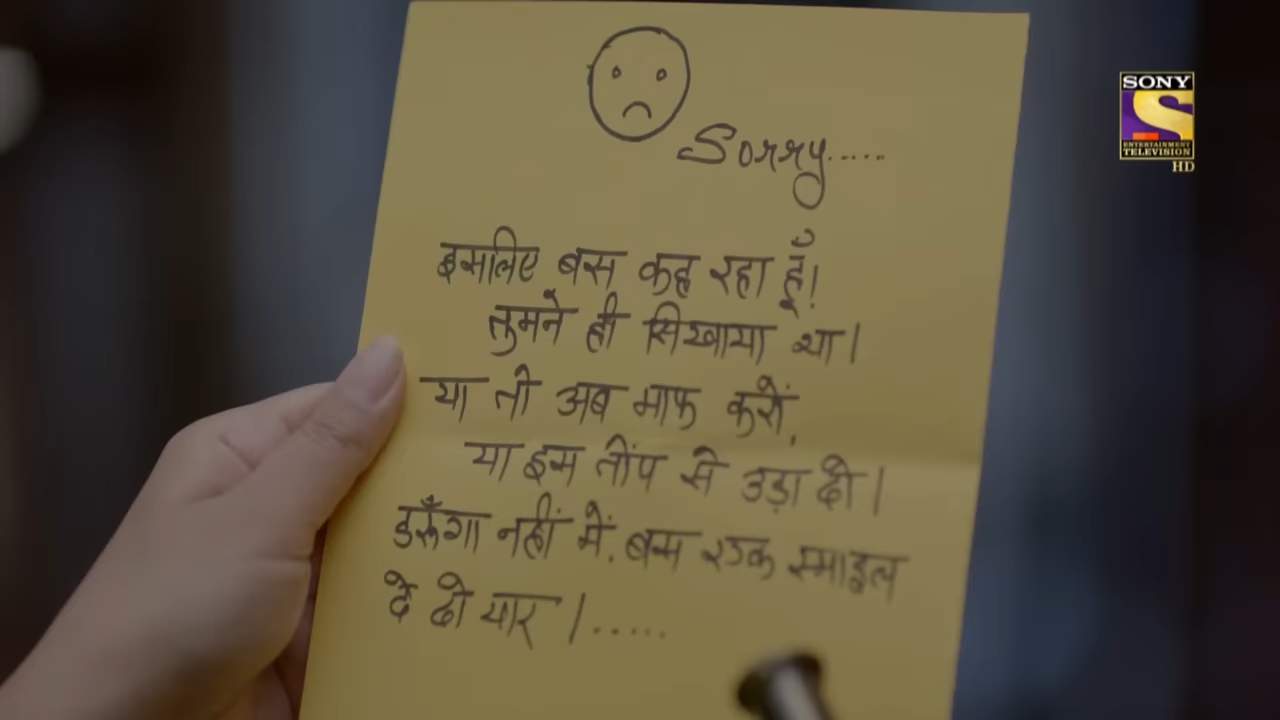 Sorry.....
इसलिए बस कह रहा हूँ!
तुमने ही सिखाया था।
या तो अब माफ करों,
या इस तोंप से उड़ा दो।
डरूँगा नहीं में. बस एक स्माइल
दे दो यार।......
SONY
ENTERTAINMENT
TELEVISION
HD